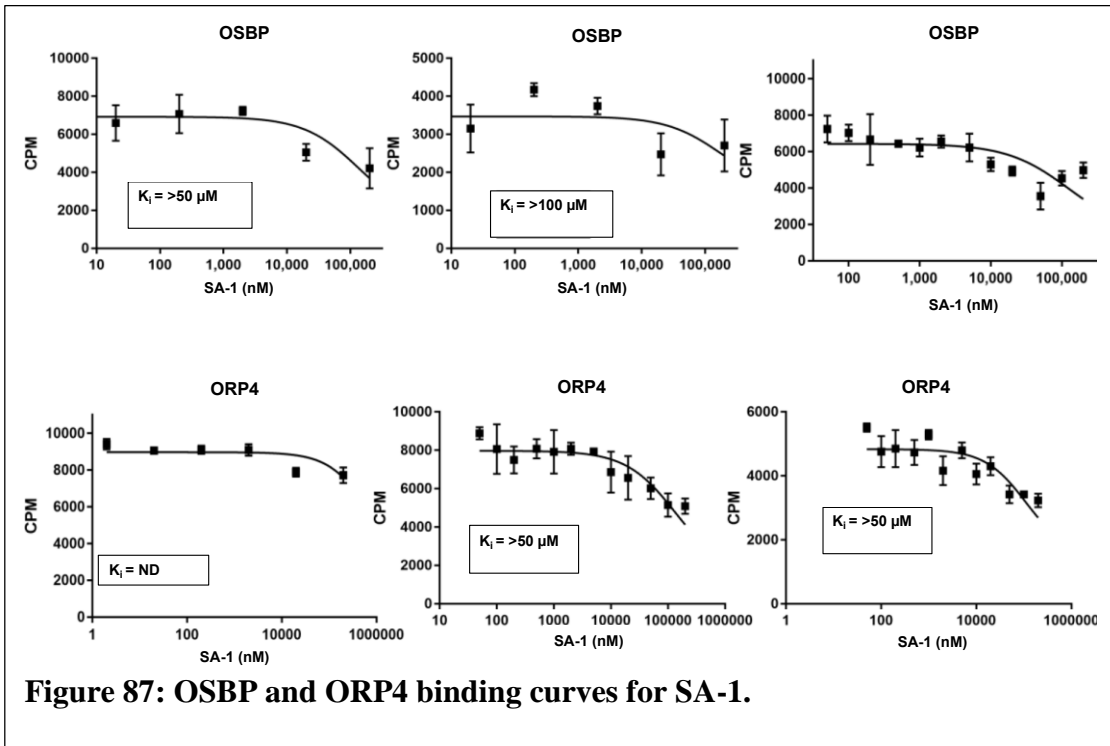 OSBP
10000
8000
6000
4000
2000
0
CPM
Kᵢ = >50 µM
10 100 1,000 10,000 100,000
SA-1 (nM)
OSBP
5000
4000
3000
2000
1000
0
CPM
Kᵢ = >100 µM
10 100 1,000 10,000 100,000
SA-1 (nM)
OSBP
10000
8000
6000
4000
2000
0
CPM
100 1,000 10,000 100,000
SA-1 (nM)
ORP4
10000
8000
6000
4000
2000
0
CPM
Kᵢ = ND
1 100 10000 1000000
SA-1 (nM)
ORP4
10000
8000
6000
4000
2000
0
CPM
Kᵢ = >50 µM
10 100 1000 10000 100000 1000000
SA-1 (nM)
ORP4
6000
4000
2000
0
CPM
Kᵢ = >50 µM
1 100 10000 1000000
SA-1 (nM)
Figure 87: OSBP and ORP4 binding curves for SA-1.